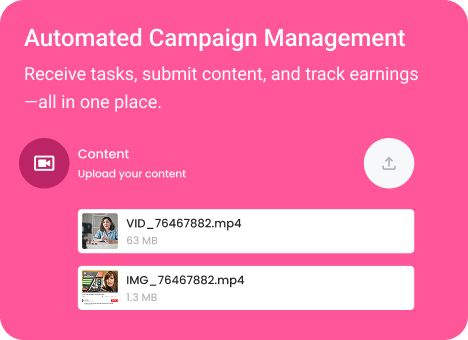 Automated Campaign Management
Receive tasks, submit content, and track earnings
—all in one place.
Content
Upload your content
VID_76467882.mp4
63 MB
IMG_76467882.mp4
1.3 MB